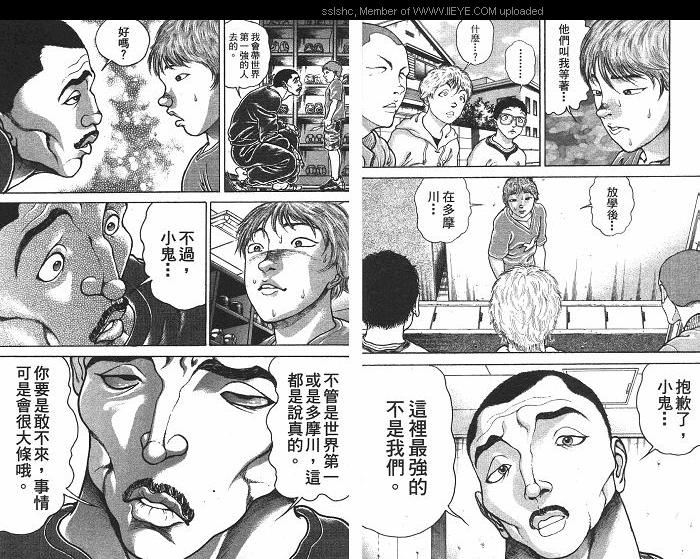 sslshc, Member of WWW.IIEYE.COM uploaded
他們叫我等著…
………
什麼…？
放學後…
在多摩
川…
抱歉了，
小鬼…
這裡最強的
不是我們。
我會帶世界
第一強的人
去的。
好嗎？
不過，
小鬼…
不管是世界第一
或是多摩川，這
都是說真的。
你要是敢不來，事情
可是會很大條哦。